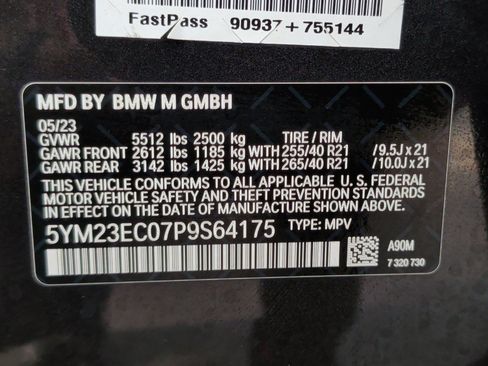 FastPass 90937+755144
MFD BY BMW M GMBH
05/23
GVWR 5512 lbs 2500 kg TIRE / RIM
GAWR FRONT 2612 lbs 1185 kg WITH 255/40 R21 / 9.5J x 21
GAWR REAR 3142 lbs 1425 kg WITH 265/40 R21 / 10.0J x 21
THIS VEHICLE CONFORMS TO ALL APPLICABLE U. S. FEDERAL
MOTOR VEHICLE SAFETY AND THEFT PREVENTION STANDARDS
IN EFFECT ON THE DATE OF MANUFACTURE SHOWN ABOVE.
5YM23EC07P9S64175 TYPE: MPV
A90M
7 320 730